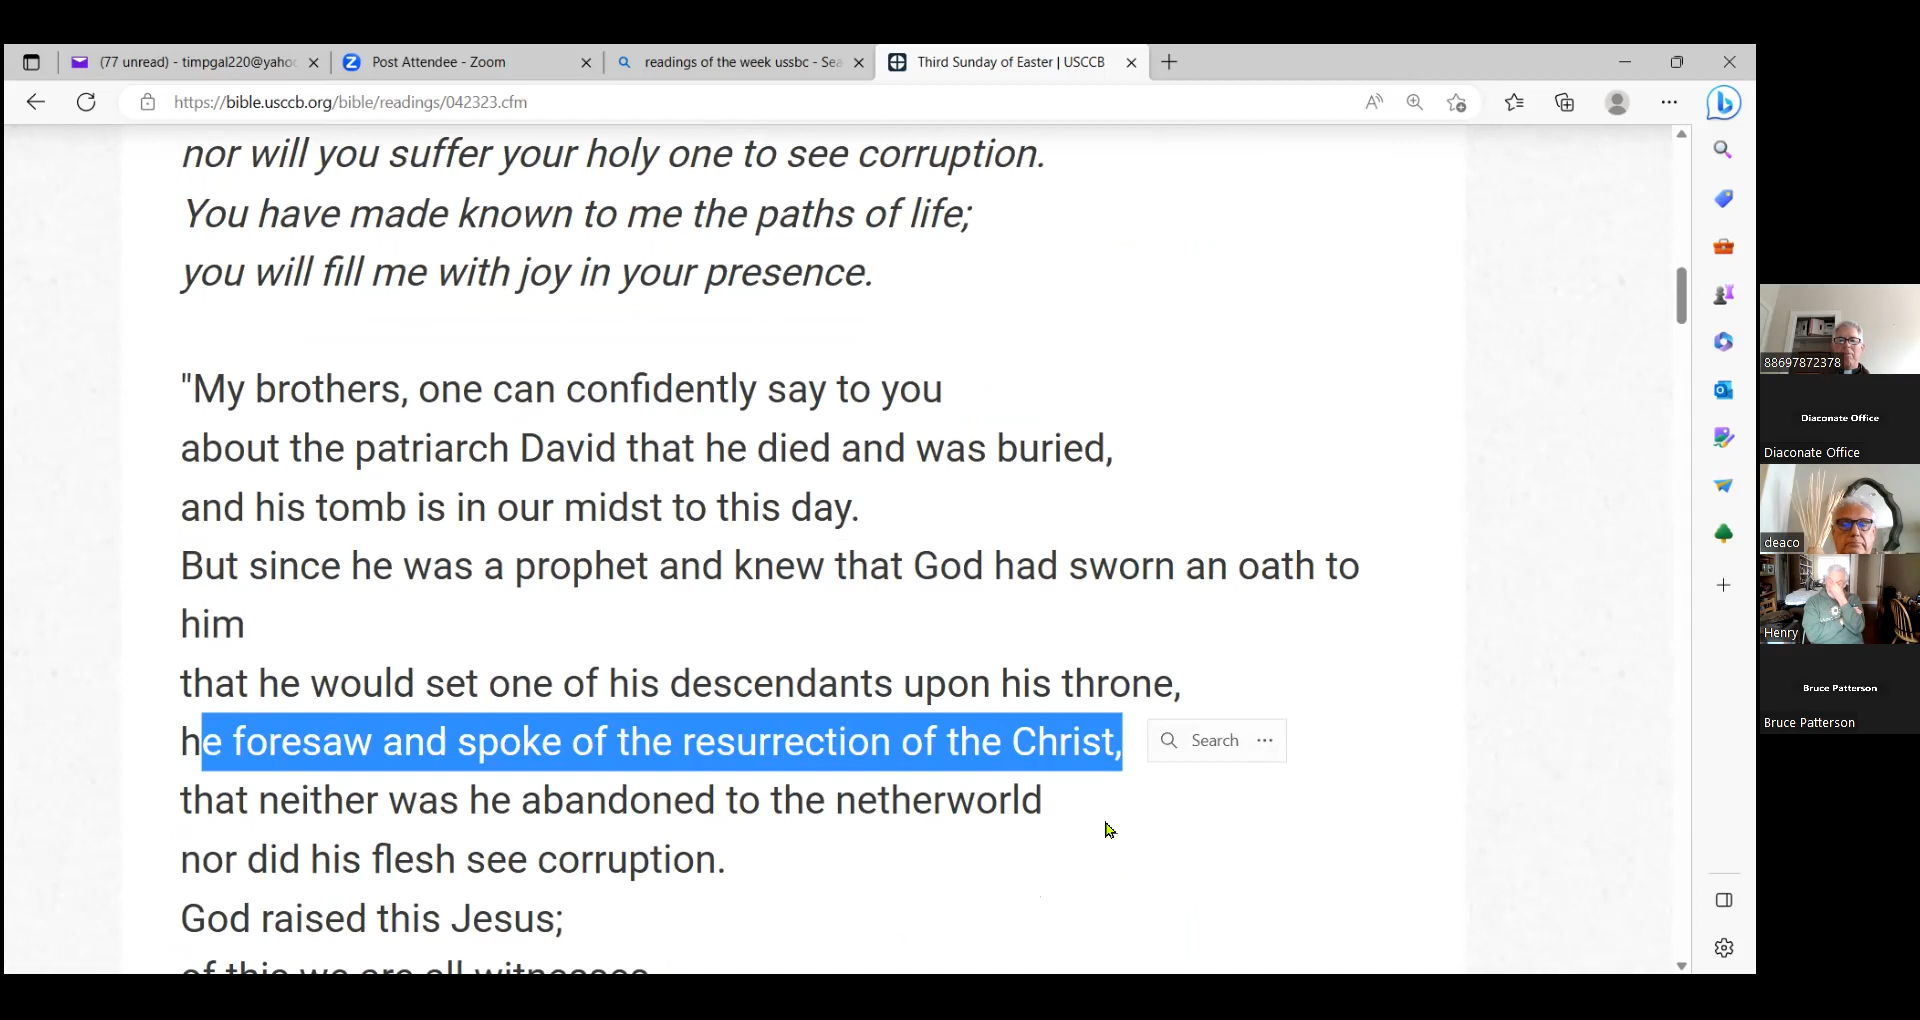 (77 unread) - timpgal220@yahoo
Post Attendee - Zoom
readings of the week ussbc - Sea
Third Sunday of Easter | USCCB
https://bible.usccb.org/bible/readings/042323.cfm
nor will you suffer your holy one to see corruption.
You have made known to me the paths of life;
you will fill me with joy in your presence.
"My brothers, one can confidently say to you
about the patriarch David that he died and was buried,
and his tomb is in our midst to this day.
But since he was a prophet and knew that God had sworn an oath to
him
that he would set one of his descendants upon his throne,
he foresaw and spoke of the resurrection of the Christ,
Search
that neither was he abandoned to the netherworld
nor did his flesh see corruption.
God raised this Jesus;
of this we are all witnesses.
88697872378
Diaconate Office
Diaconate Office
deaco
Henry
Bruce Patterson
Bruce Patterson